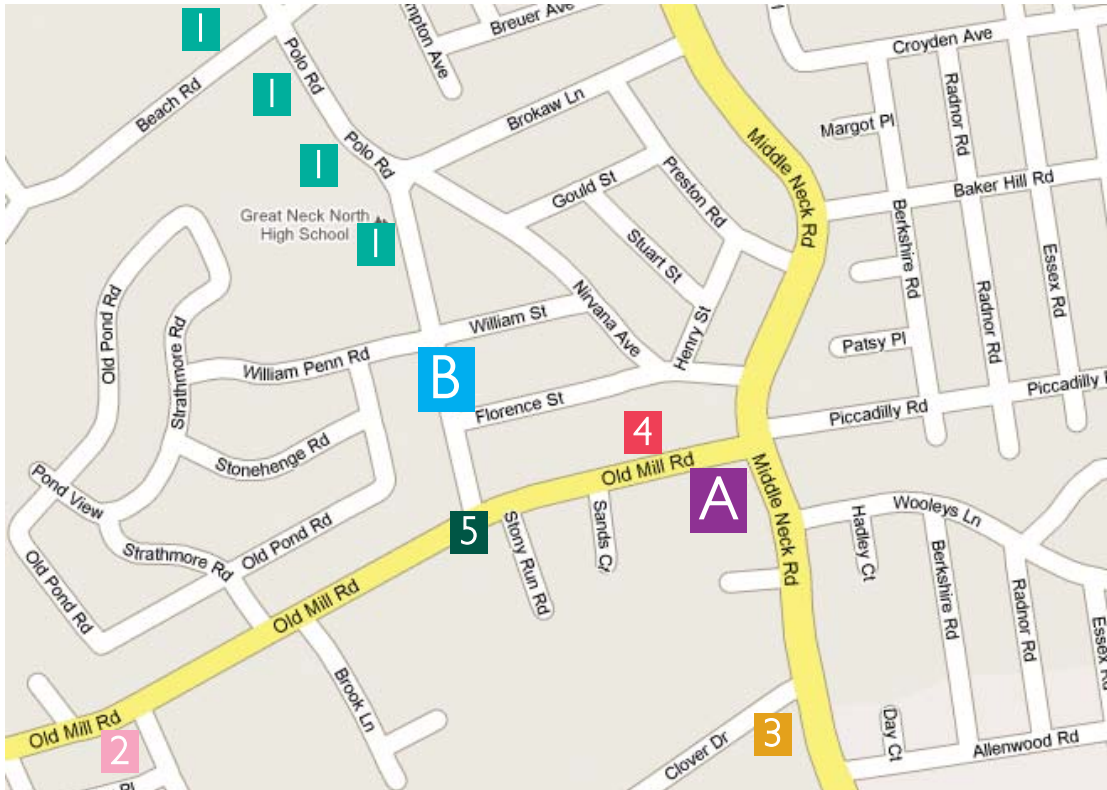 Breuer Ave
mpton Ave
Croyden Ave
Polo Rd
Beach Rd
Radnor Rd
Brokaw Ln
Margot Pl
Middle Neck Rd
Polo Rd
Gould St
Preston Rd
Baker Hill Rd
Great Neck North
High School
Berkshire Rd
Stuart St
Essex Rd
Old Pond Rd
Nirvana Ave
Radnor Rd
William St
Strathmore Rd
Henry St
Patsy Pl
William Penn Rd
B
Piccadilly
Florence St
Piccadilly Rd
4
Stonehenge Rd
Old Mill Rd
A
Pond View
Middle Neck Rd
Wooleys Ln
5
Stony Run Rd
Sands Ct
Hadley Ct
Old Pond Rd
Strathmore Rd
Berkshire Rd
Old Pond Rd
Radnor Rd
Old Mill Rd
Essex Rd
Brook Ln
Old Mill Rd
2
3
Day Ct
Clover Dr
Allenwood Rd
Pl
1
1
1
1